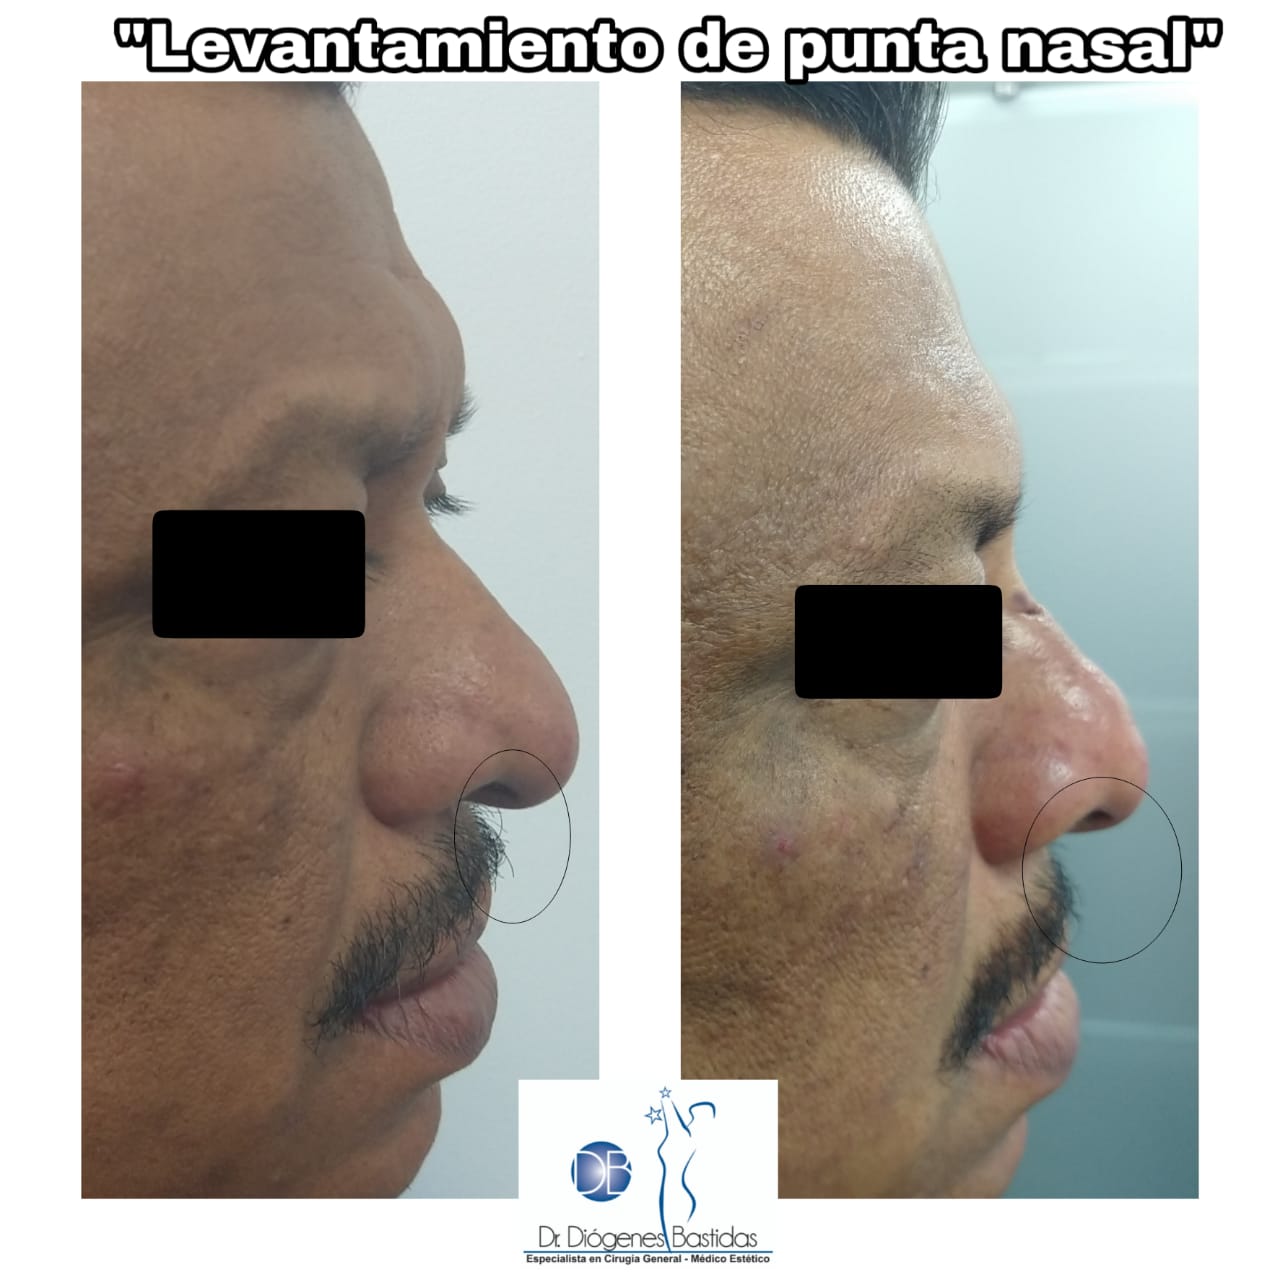 "Levantamiento de punta nasal"
DB
Dr. Diógenes Bastidas
Especialista en Cirugía General - Médico Estético